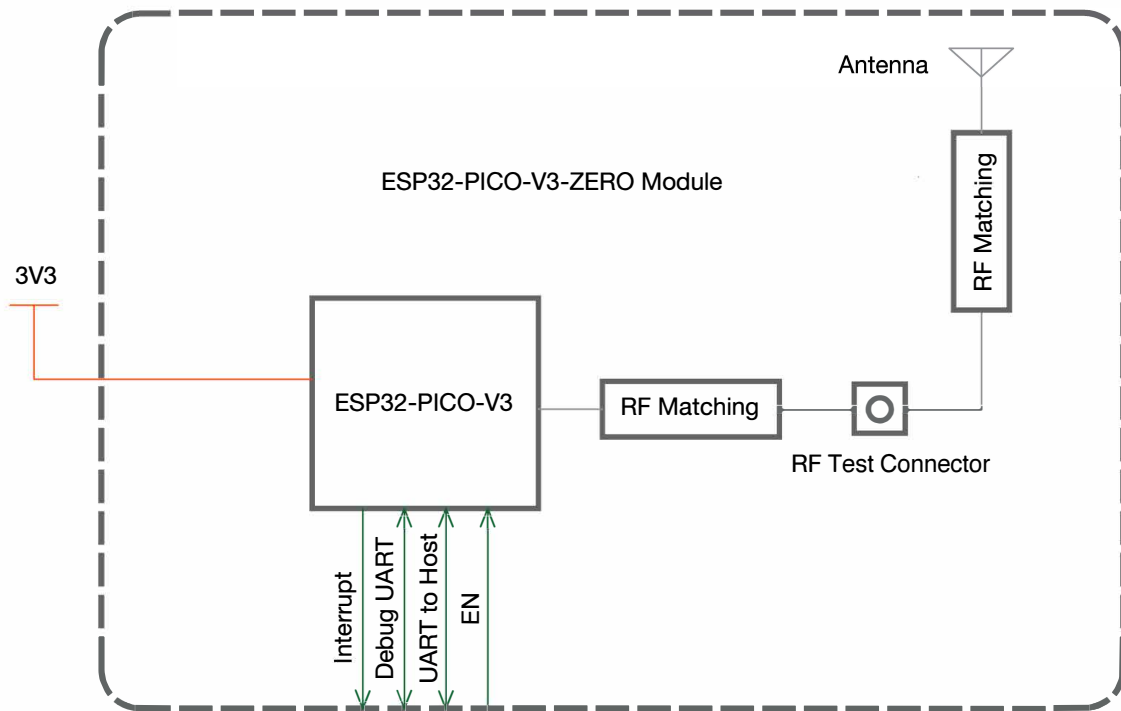 Antenna
RF Matching
ESP32-PICO-V3-ZERO Module
3V3
ESP32-PICO-V3
RF Matching
RF Test Connector
Interrupt
Debug UART
UART to Host
EN